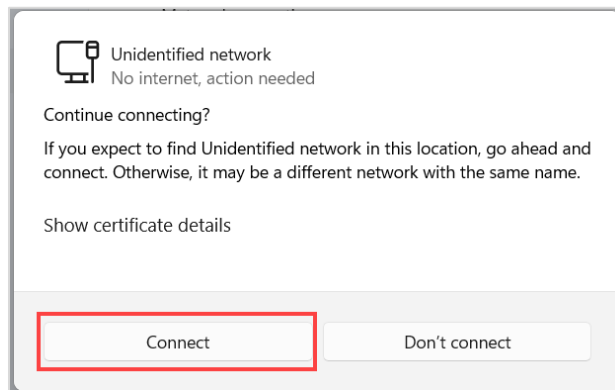 Unidentified network
No internet, action needed
Continue connecting?
If you expect to find Unidentified network in this location, go ahead and
connect. Otherwise, it may be a different network with the same name.
Show certificate details
Connect
Don't connect